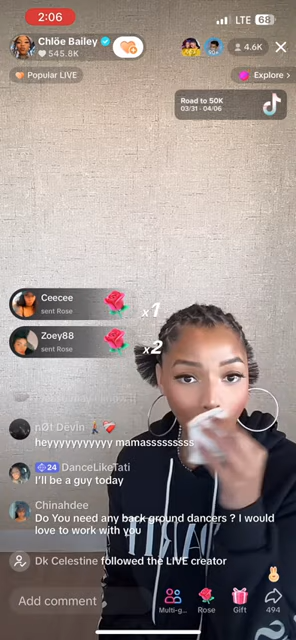 2:06
LTE 68
Chlöe Bailey
545.8K
4.6K
Popular LIVE
Explore >
Road to 50K
03/31 - 04/06
Ceecee
sent Rose
x1
Zoey88
sent Rose
x2
nØt Dëvīn
heyyyyyyyyyy mamasssssssss
24 DanceLikeTati
I'll be a guy today
Chinahdee
Do You need any back ground dancers ? I would
love to work with you
Dk Celestine followed the LIVE creator
Add comment
Multi-g...
Rose
Gift
494